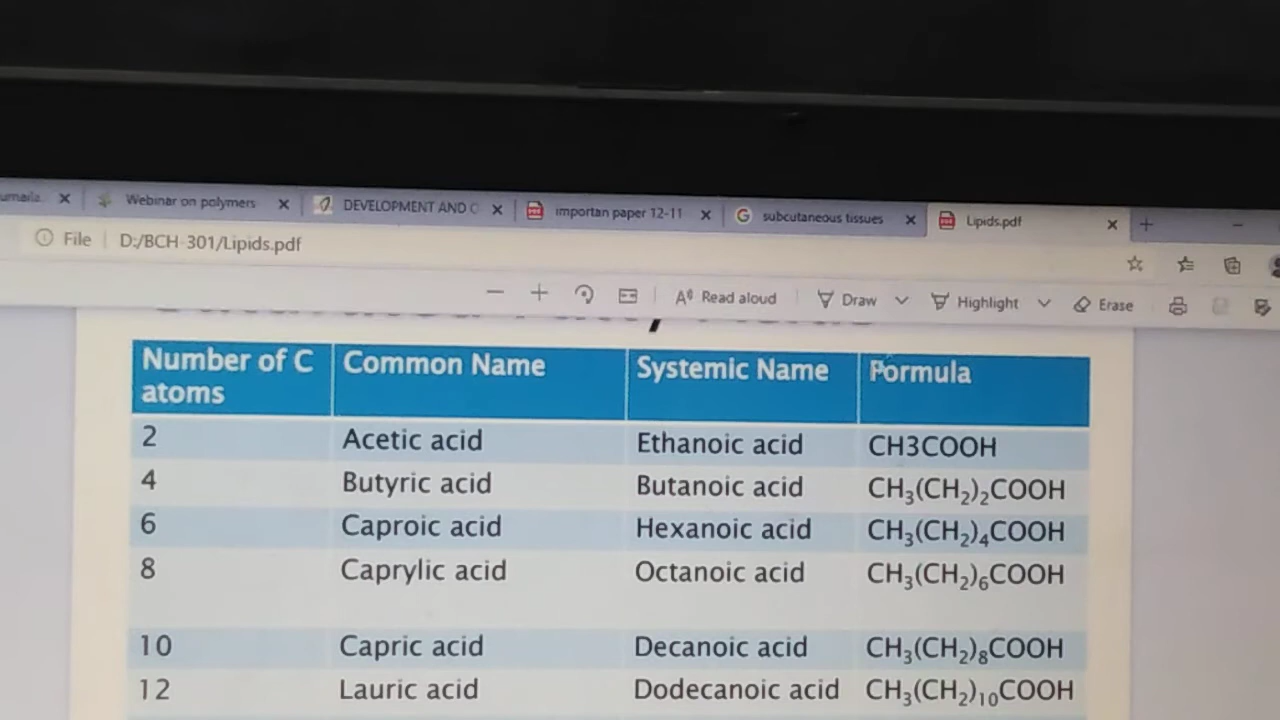 Webinar on polymers
DEVELOPMENT AND
importan paper 12-11
subcutaneous tissues
Lipids.pdf
File D:/BCH-301/Lipids.pdf
Read aloud Draw Highlight Erase
Number of C atoms Common Name Systemic Name Formula
2 Acetic acid Ethanoic acid CH3COOH
4 Butyric acid Butanoic acid CH₃(CH₂)₂COOH
6 Caproic acid Hexanoic acid CH₃(CH₂)₄COOH
8 Caprylic acid Octanoic acid CH₃(CH₂)₆COOH
10 Capric acid Decanoic acid CH₃(CH₂)₈COOH
12 Lauric acid Dodecanoic acid CH₃(CH₂)₁₀COOH